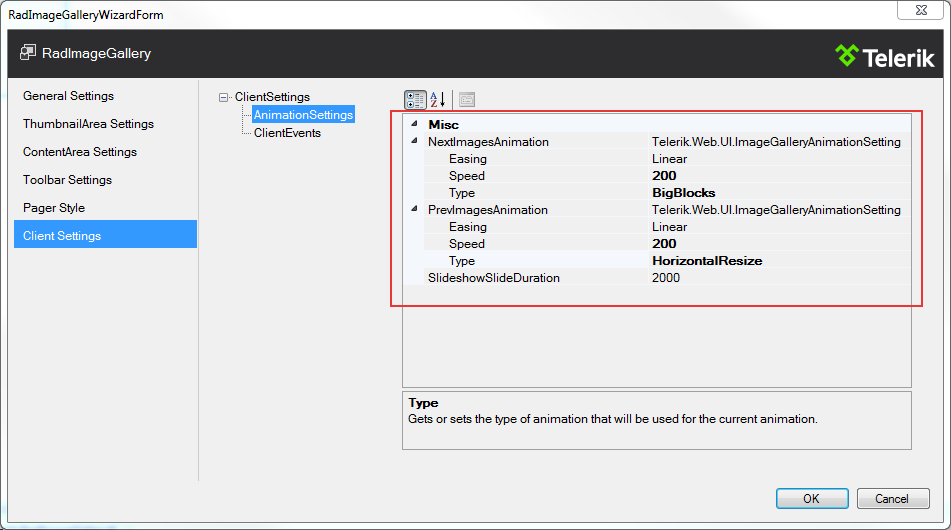 RadImageGalleryWizardForm
RadImageGallery
Telerik
General Settings
ThumbnailArea Settings
ContentArea Settings
Toolbar Settings
Pager Style
Client Settings
ClientSettings
AnimationSettings
ClientEvents
Misc
NextImagesAnimation Telerik.Web.UI.ImageGalleryAnimationSetting
Easing Linear
Speed 200
Type BigBlocks
PrevImagesAnimation Telerik.Web.UI.ImageGalleryAnimationSetting
Easing Linear
Speed 200
Type HorizontalResize
SlideshowSlideDuration 2000
Type
Gets or sets the type of animation that will be used for the current animation.
OK Cancel